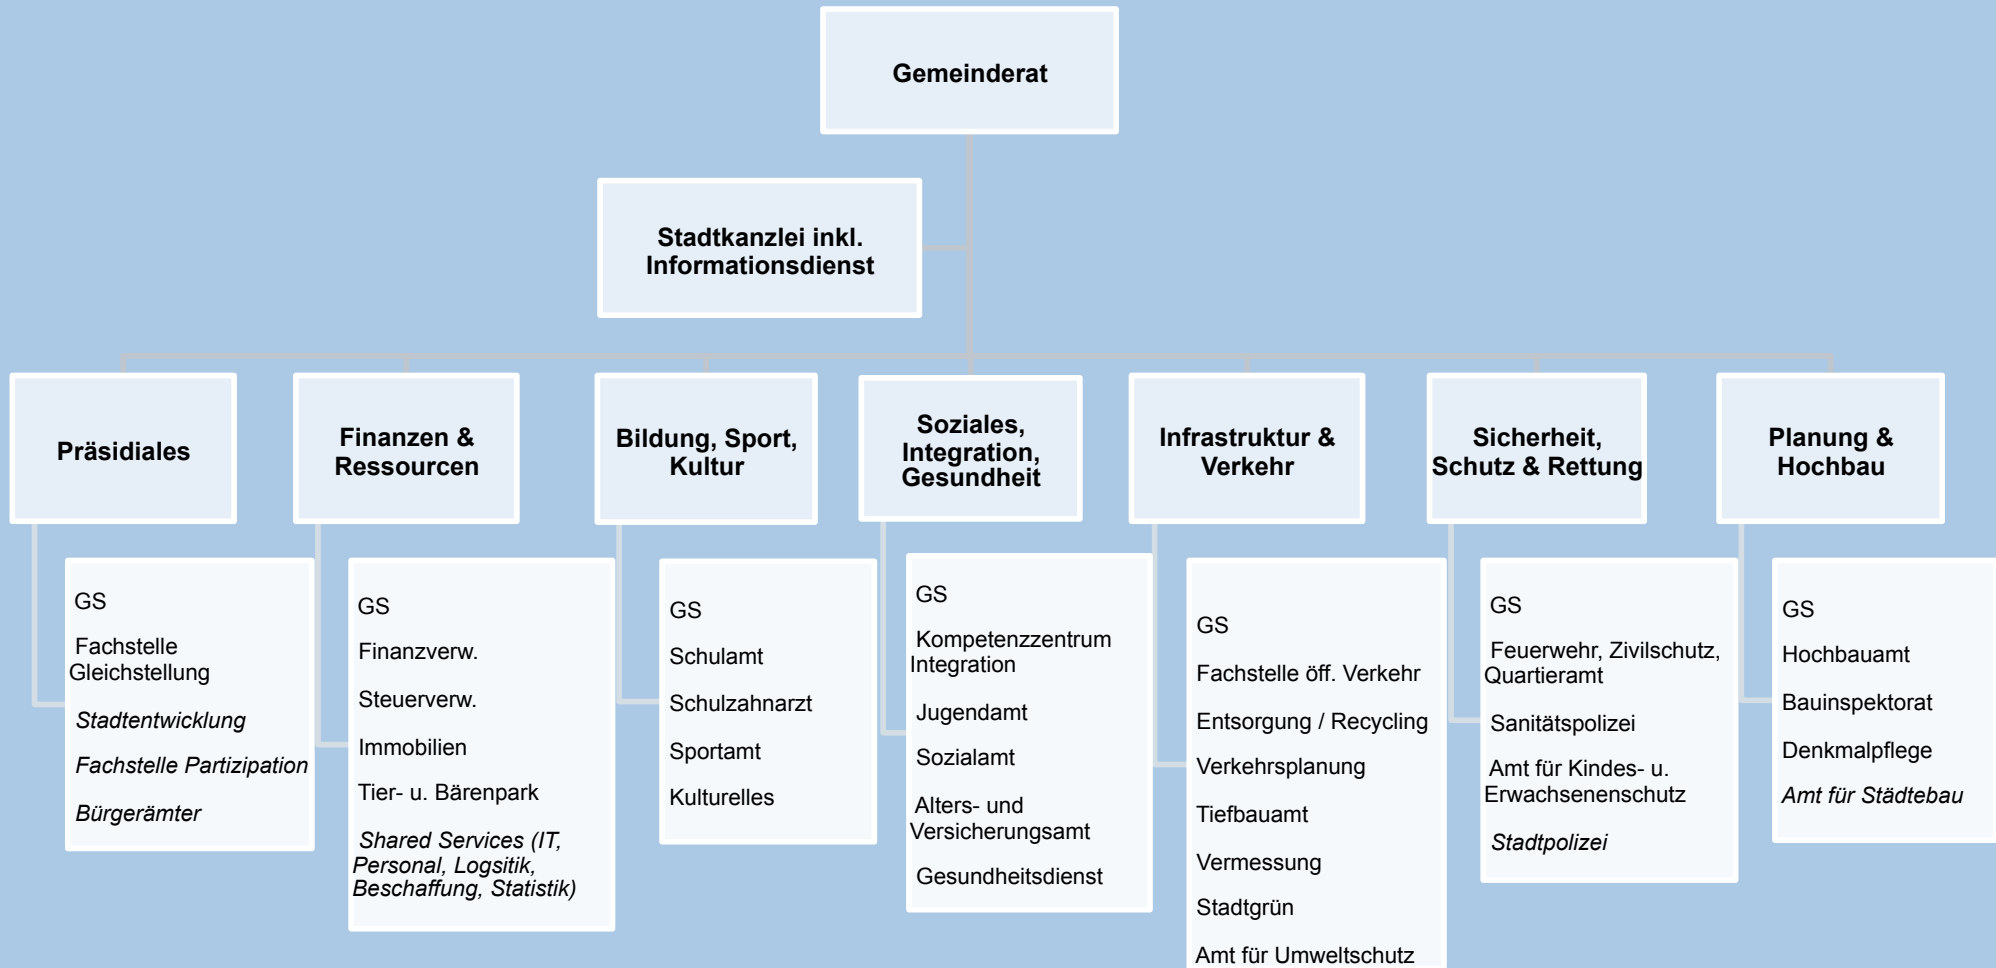 Gemeinderat
Stadtkanzlei inkl.
Informationsdienst
Präsidiales
Finanzen &
Ressourcen
Bildung, Sport,
Kultur
Soziales,
Integration,
Gesundheit
Infrastruktur &
Verkehr
Sicherheit,
Schutz & Rettung
Planung &
Hochbau
GS
Fachstelle
Gleichstellung
Stadtentwicklung
Fachstelle Partizipation
Bürgerämter
GS
Finanzverw.
Steuerverw.
Immobilien
Tier- u. Bärenpark
Shared Services (IT,
Personal, Logsitik,
Beschaffung, Statistik)
GS
Schulamt
Schulzahnarzt
Sportamt
Kulturelles
GS
Kompetenzzentrum
Integration
Jugendamt
Sozialamt
Alters- und
Versicherungsamt
Gesundheitsdienst
GS
Fachstelle öff. Verkehr
Entsorgung / Recycling
Verkehrsplanung
Tiefbauamt
Vermessung
Stadtgrün
Amt für Umweltschutz
GS
Feuerwehr, Zivilschutz,
Quartieramt
Sanitätspolizei
Amt für Kindes- u.
Erwachsenenschutz
Stadtpolizei
GS
Hochbauamt
Bauinspektorat
Denkmalpflege
Amt für Städtebau